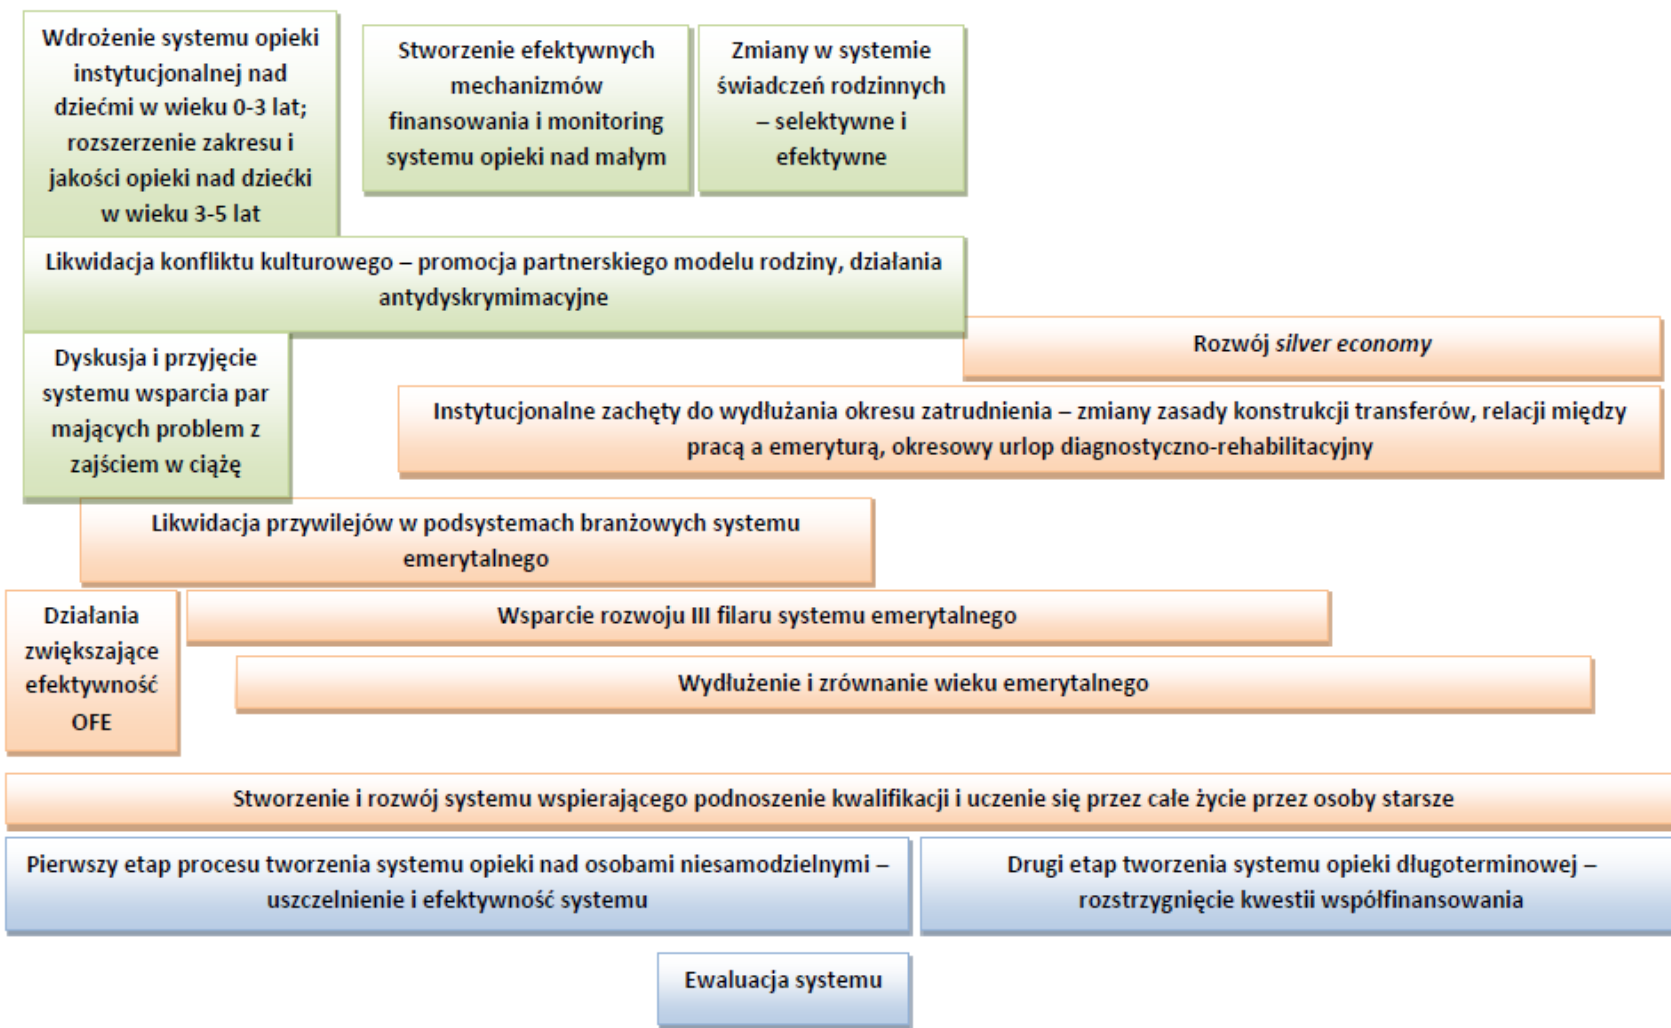 Wdrożenie systemu opieki
instytucjonalnej nad
dziećmi w wieku 0-3 lat;
rozszerzenie zakresu i
jakości opieki nad dziećki
w wieku 3-5 lat
Stworzenie efektywnych
mechanizmów
finansowania i monitoring
systemu opieki nad małym
Zmiany w systemie
świadczeń rodzinnych
– selektywne i
efektywne
Likwidacja konfliktu kulturowego – promocja partnerskiego modelu rodziny, działania
antydyskrymimacyjne
Dyskusja i przyjęcie
systemu wsparcia par
mających problem z
zajściem w ciążę
Rozwój silver economy
Instytucjonalne zachęty do wydłużania okresu zatrudnienia – zmiany zasady konstrukcji transferów, relacji między
pracą a emeryturą, okresowy urlop diagnostyczno-rehabilitacyjny
Likwidacja przywilejów w podsystemach branżowych systemu
emerytalnego
Działania
zwiększające
efektywność
OFE
Wsparcie rozwoju III filaru systemu emerytalnego
Wydłużenie i zrównanie wieku emerytalnego
Stworzenie i rozwój systemu wspierającego podnoszenie kwalifikacji i uczenie się przez całe życie przez osoby starsze
Pierwszy etap procesu tworzenia systemu opieki nad osobami niesamodzielnymi –
uszczelnienie i efektywność systemu
Drugi etap tworzenia systemu opieki długoterminowej –
rozstrzygnięcie kwestii współfinansowania
Ewaluacja systemu